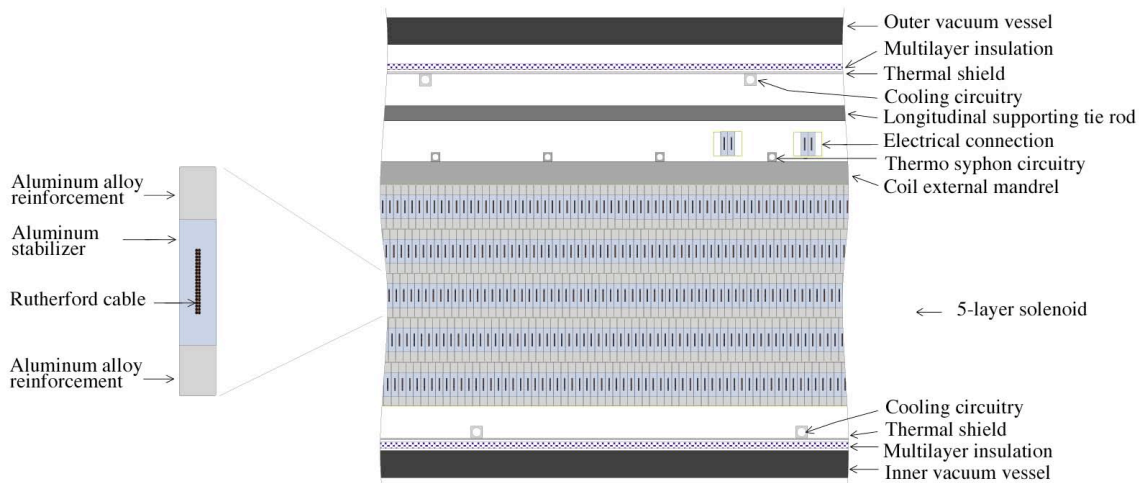 Outer vacuum vessel
Multilayer insulation
Thermal shield
Cooling circuitry
Longitudinal supporting tie rod
Electrical connection
Thermo syphon circuitry
Coil external mandrel
Aluminum alloy
reinforcement
Aluminum
stabilizer
Rutherford cable
Aluminum alloy
reinforcement
5-layer solenoid
Cooling circuitry
Thermal shield
Multilayer insulation
Inner vacuum vessel